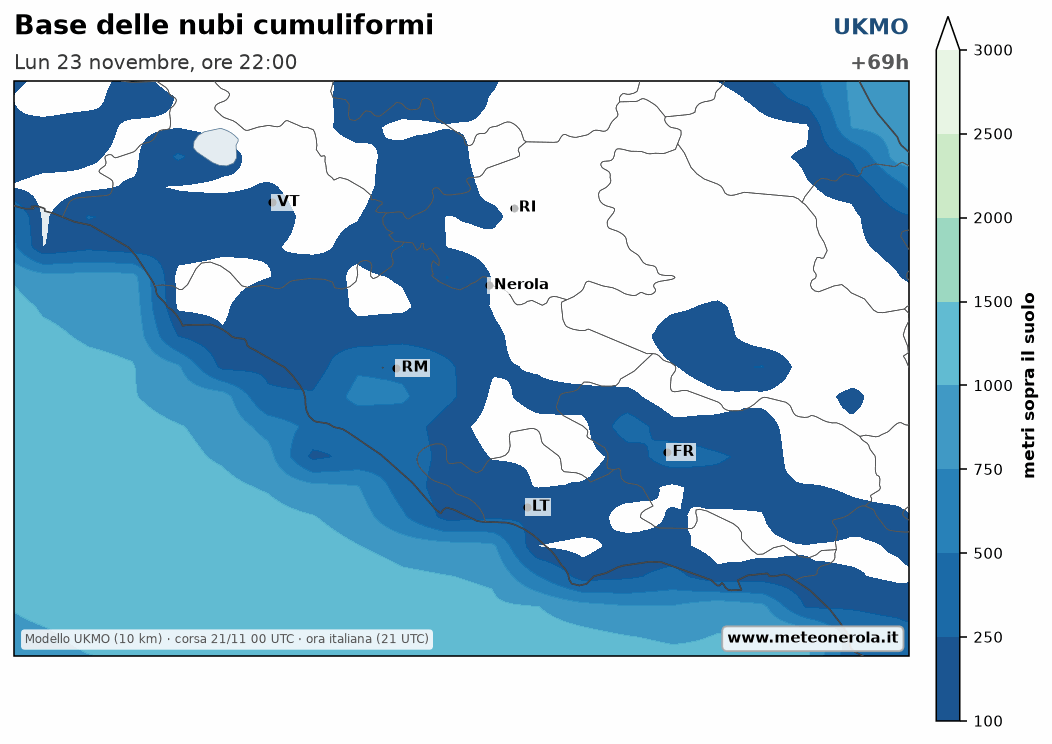 Base delle nubi cumuliformi
UKMO
Lun 23 novembre, ore 22:00
+69h
VT
RI
Nerola
RM
FR
LT
Modello UKMO (10 km) · corsa 21/11 00 UTC · ora italiana (21 UTC)
www.meteonerola.it
3000
2500
2000
1500
1000
750
500
250
100
metri sopra il suolo